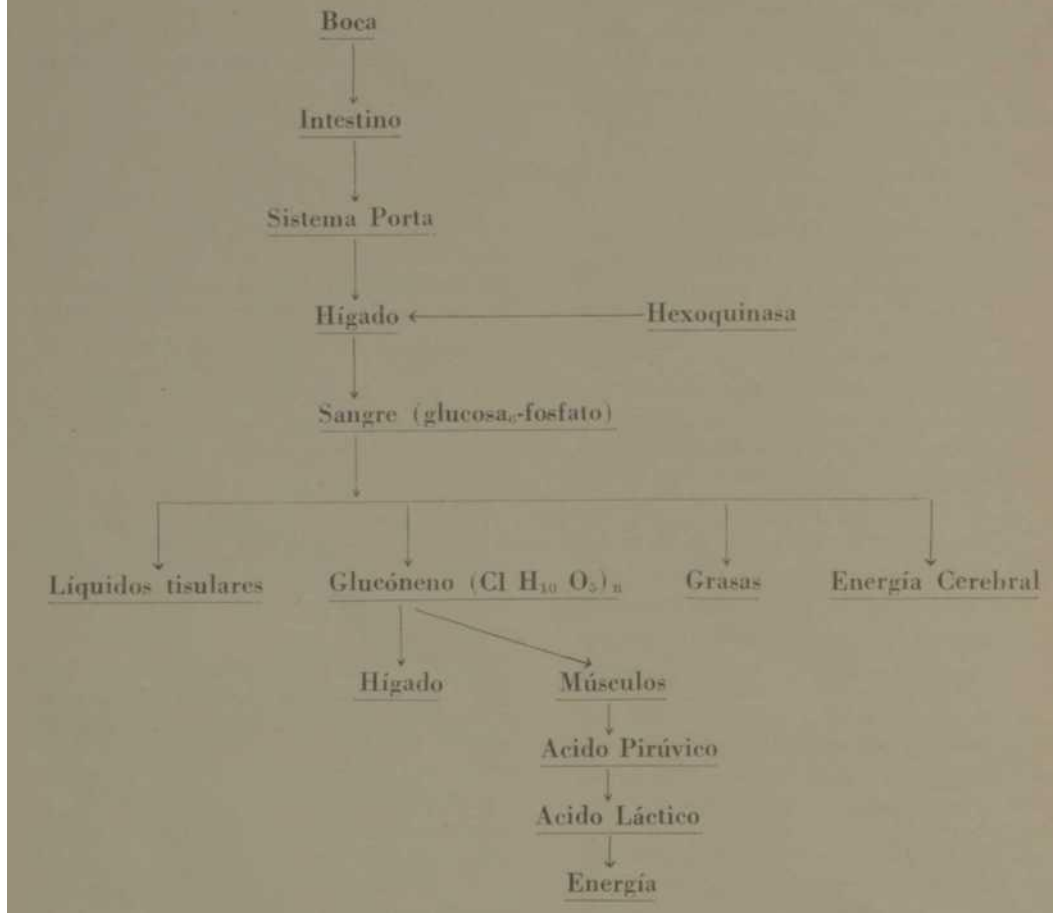 Boca
Intestino
Sistema Porta
Hígado Hexoquinasa
Sangre (glucosa₆-fosfato)
Líquidos tisulares Glucóneno (Cl H₁₀ O₅)ₙ Grasas Energía Cerebral
Hígado Músculos
Acido Pirúvico
Acido Láctico
Energía